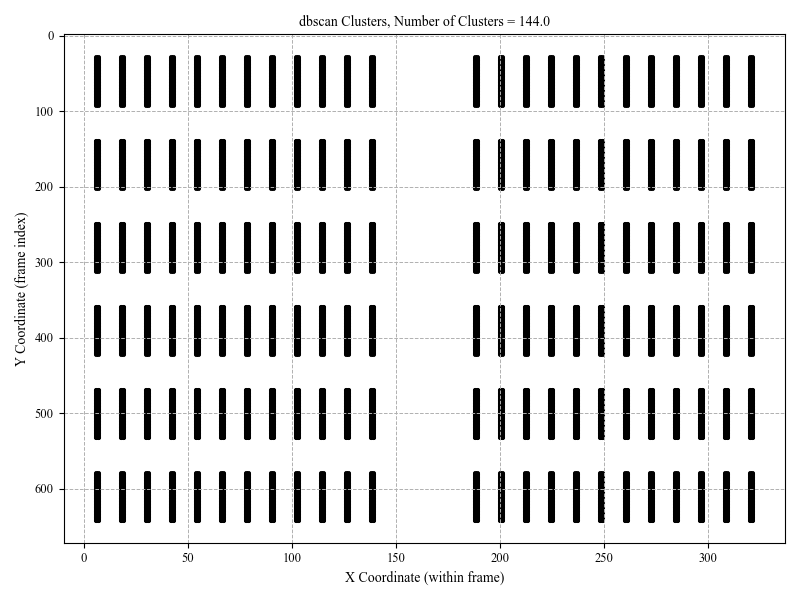 dbscan Clusters, Number of Clusters = 144.0
Y Coordinate (frame index)
0
100
200
300
400
500
600
0 50 100 150 200 250 300
X Coordinate (within frame)